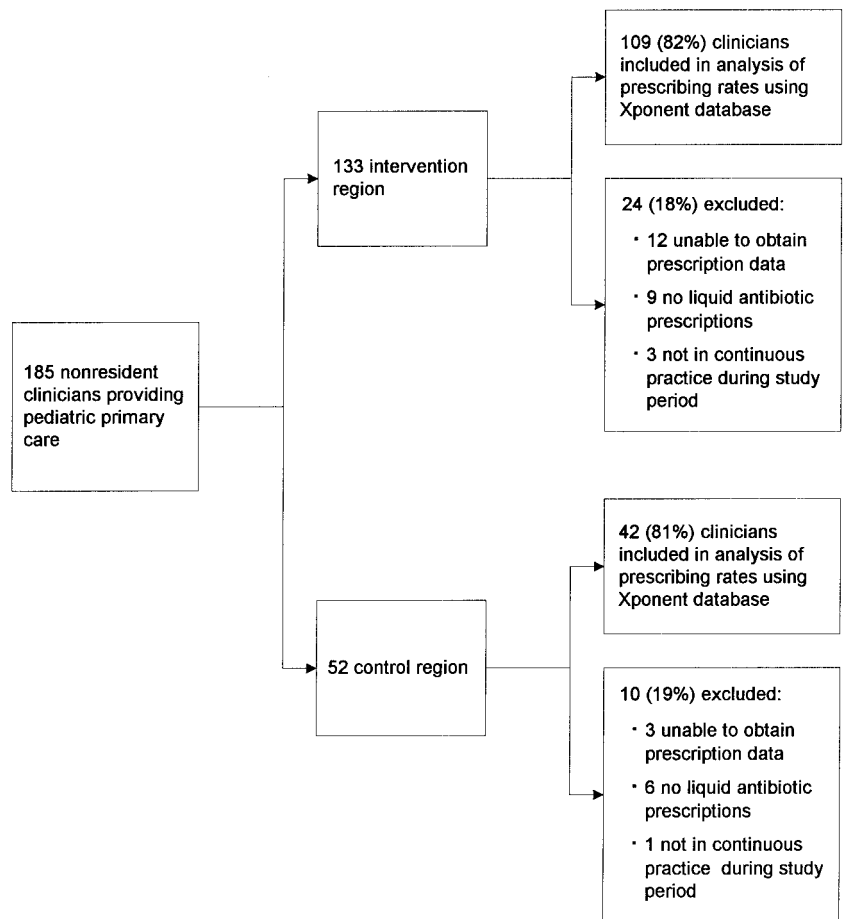 109 (82%) clinicians
included in analysis of
prescribing rates using
Xponent database
133 intervention
region
24 (18%) excluded:
· 12 unable to obtain
prescription data
· 9 no liquid antibiotic
prescriptions
· 3 not in continuous
practice during study
period
185 nonresident
clinicians providing
pediatric primary
care
42 (81%) clinicians
included in analysis of
prescribing rates using
Xponent database
52 control region
10 (19%) excluded:
· 3 unable to obtain
prescription data
· 6 no liquid antibiotic
prescriptions
· 1 not in continuous
practice during study
period